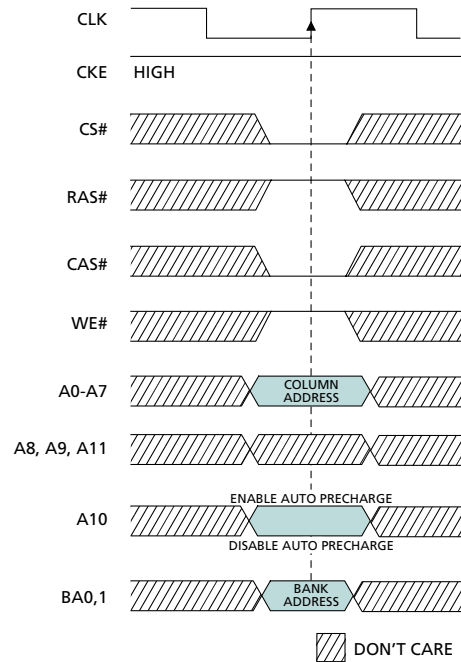 CLK
CKE HIGH
CS#
RAS#
CAS#
WE#
A0-A7 COLUMN
ADDRESS
A8, A9, A11
ENABLE AUTO PRECHARGE
A10
DISABLE AUTO PRECHARGE
BA0,1 BANK
ADDRESS
DON'T CARE